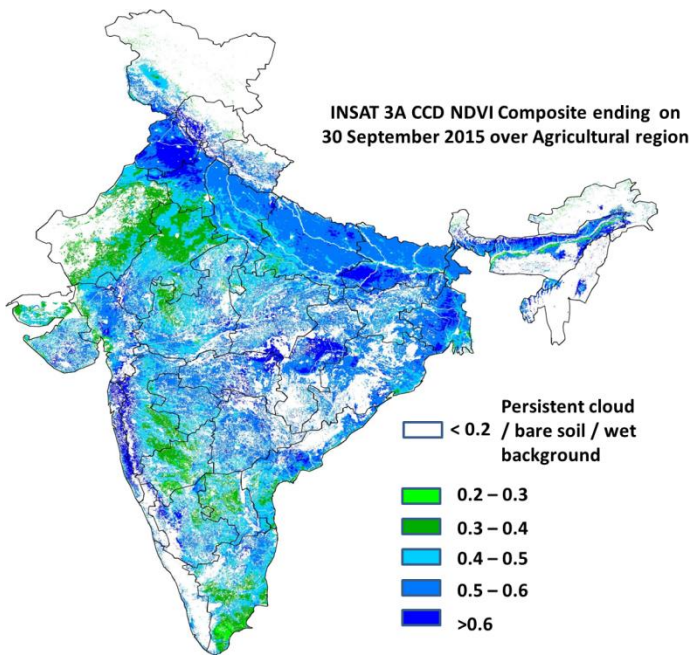 INSAT 3A CCD NDVI Composite ending on
30 September 2015 over Agricultural region
< 0.2 Persistent cloud
/ bare soil / wet
background
0.2 – 0.3
0.3 – 0.4
0.4 – 0.5
0.5 – 0.6
>0.6